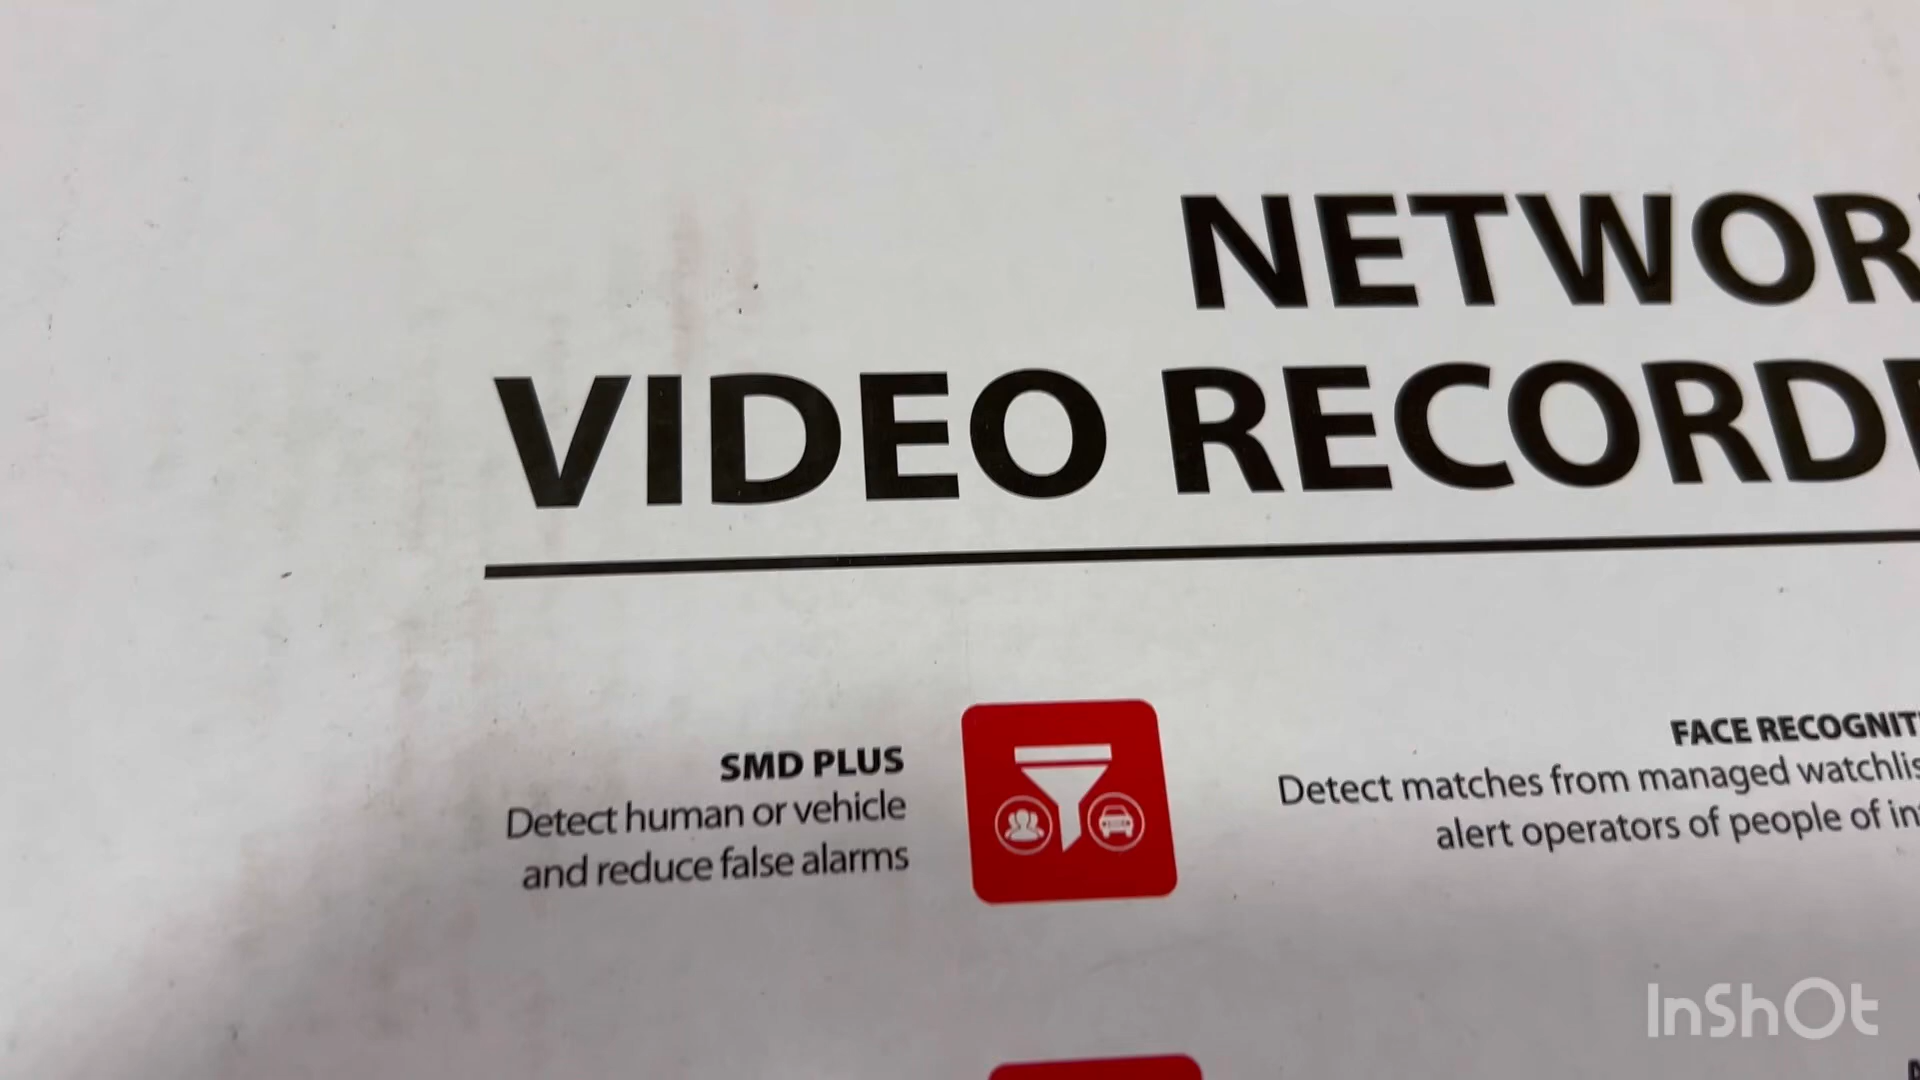 NETWOR
VIDEO RECORD
SMD PLUS
Detect human or vehicle
and reduce false alarms
FACE RECOGNIT
Detect matches from managed watchlis
alert operators of people of in
InShOt